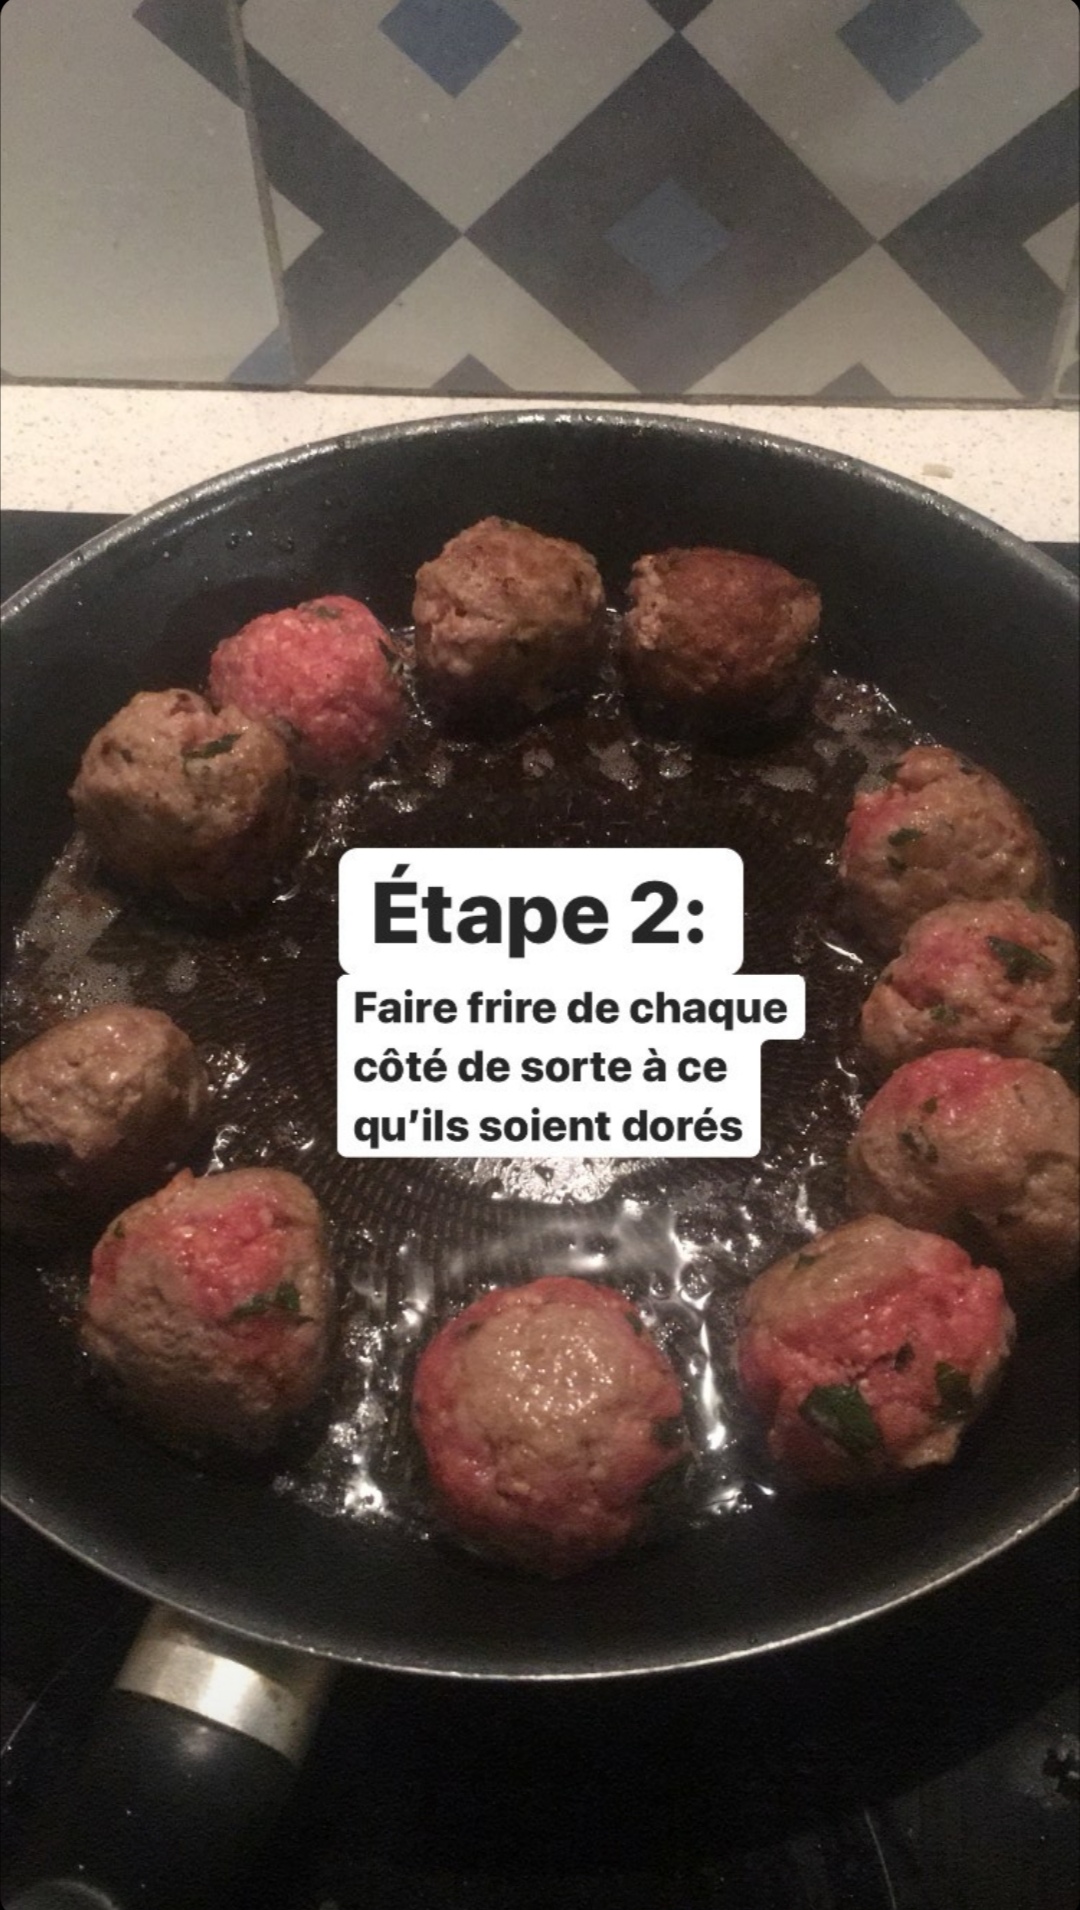 Étape 2:
Faire frire de chaque
côté de sorte à ce
qu’ils soient dorés